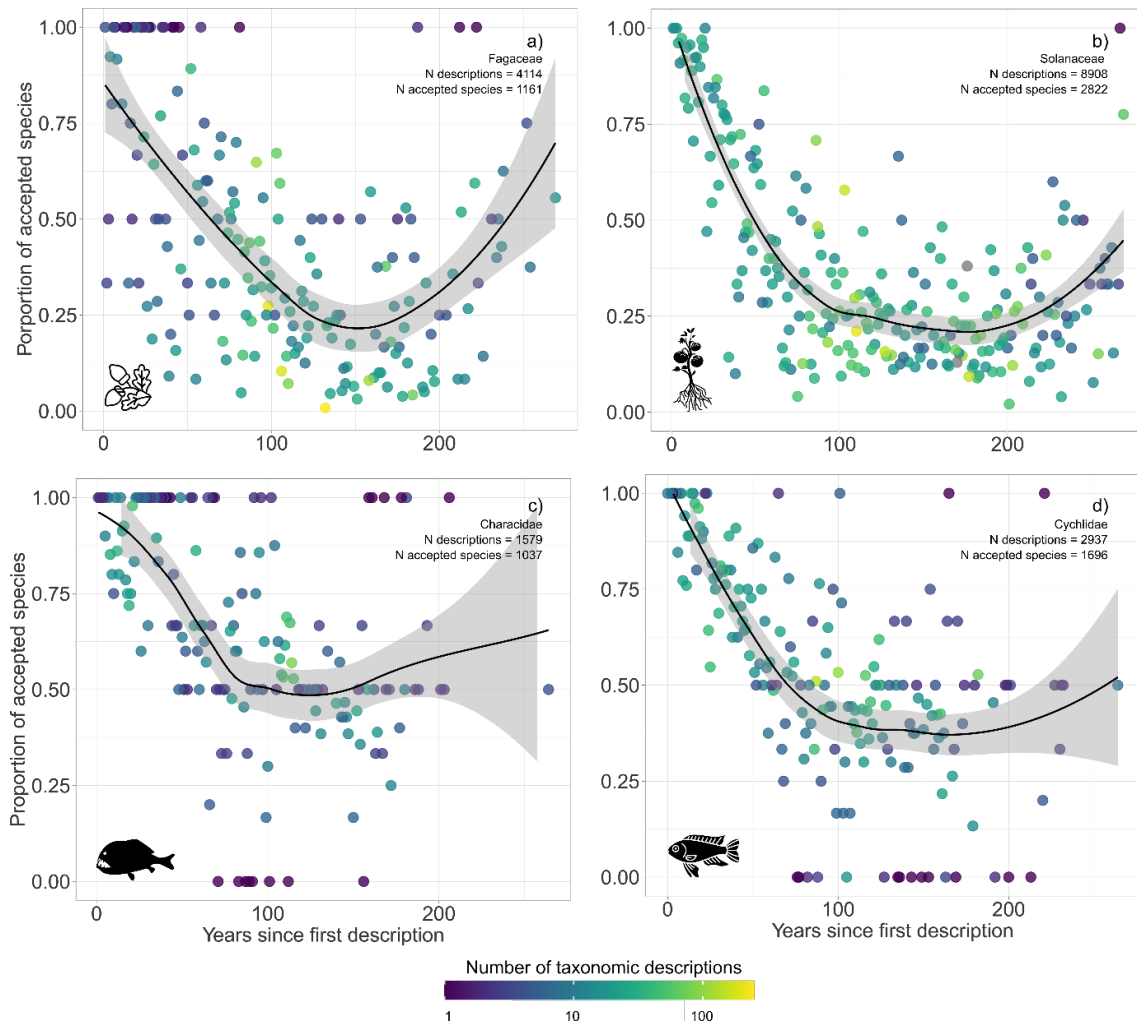 a)
Fagaceae
N descriptions = 4114
N accepted species = 1161
1.00
0.75
0.50
0.25
0.00
Porportion of accepted species
0
100
200
b)
Solanaceae
N descriptions = 8908
N accepted species = 2822
1.00
0.75
0.50
0.25
0.00
0
100
200
c)
Characidae
N descriptions = 1579
N accepted species = 1037
1.00
0.75
0.50
0.25
0.00
Proportion of accepted species
0
100
200
Years since first description
d)
Cychlidae
N descriptions = 2937
N accepted species = 1696
1.00
0.75
0.50
0.25
0.00
0
100
200
Years since first description
Number of taxonomic descriptions
1
10
100